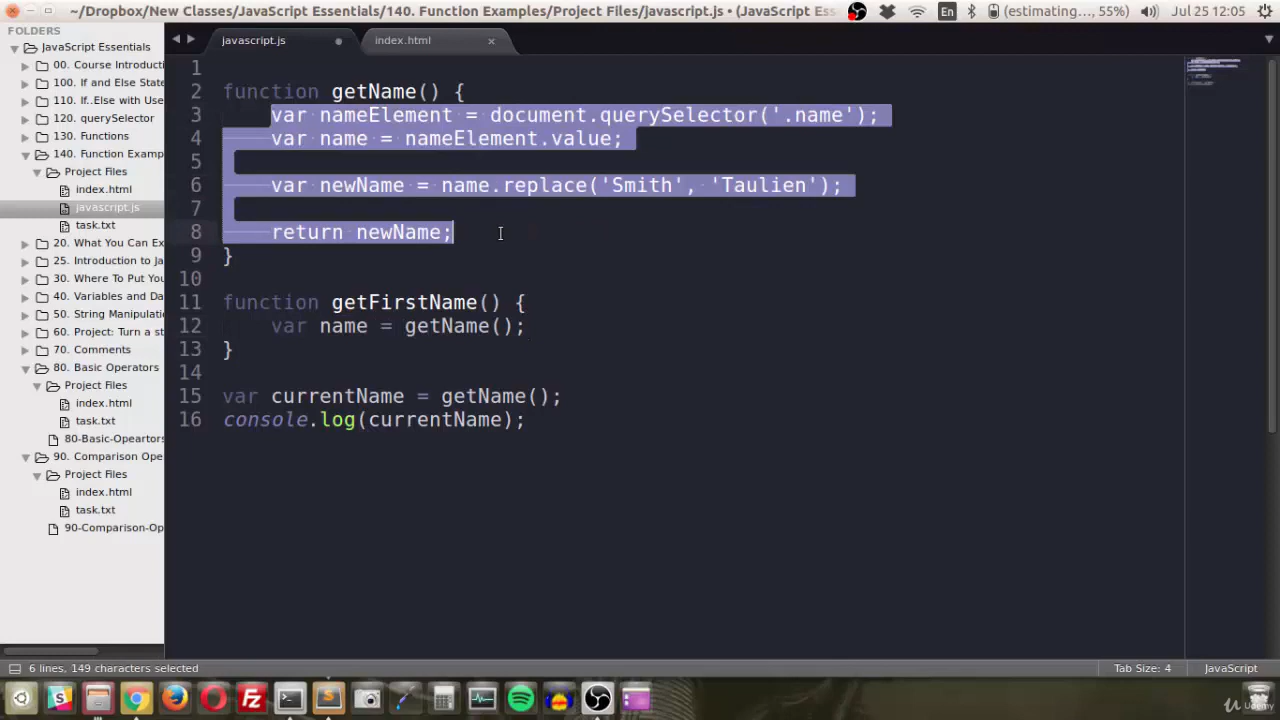 ~/Dropbox/New Classes/JavaScript Essentials/140. Function Examples/Project Files/javascript.js • (JavaScript Esse
En
(estimating…, 55%)
Jul 25 12:05
FOLDERS
JavaScript Essentials
00. Course Introducti
100. If and Else State
110. If..Else with Use
120. querySelector
130. Functions
140. Function Examp
Project Files
index.html
javascript.js
task.txt
20. What You Can Ex
25. Introduction to Ja
30. Where To Put You
40. Variables and Da
50. String Manipulati
60. Project: Turn a st
70. Comments
80. Basic Operators
Project Files
index.html
task.txt
80-Basic-Opeartors
90. Comparison Ope
Project Files
index.html
task.txt
90-Comparison-Op
javascript.js
index.html
1
2 function getName() {
3 var nameElement = document.querySelector('.name');
4 var name = nameElement.value;
5
6 var newName = name.replace('Smith', 'Taulien');
7
8 return newName;
9 }
10
11 function getFirstName() {
12 var name = getName();
13 }
14
15 var currentName = getName();
16 console.log(currentName);
6 lines, 149 characters selected
Tab Size: 4
JavaScript
Udemy